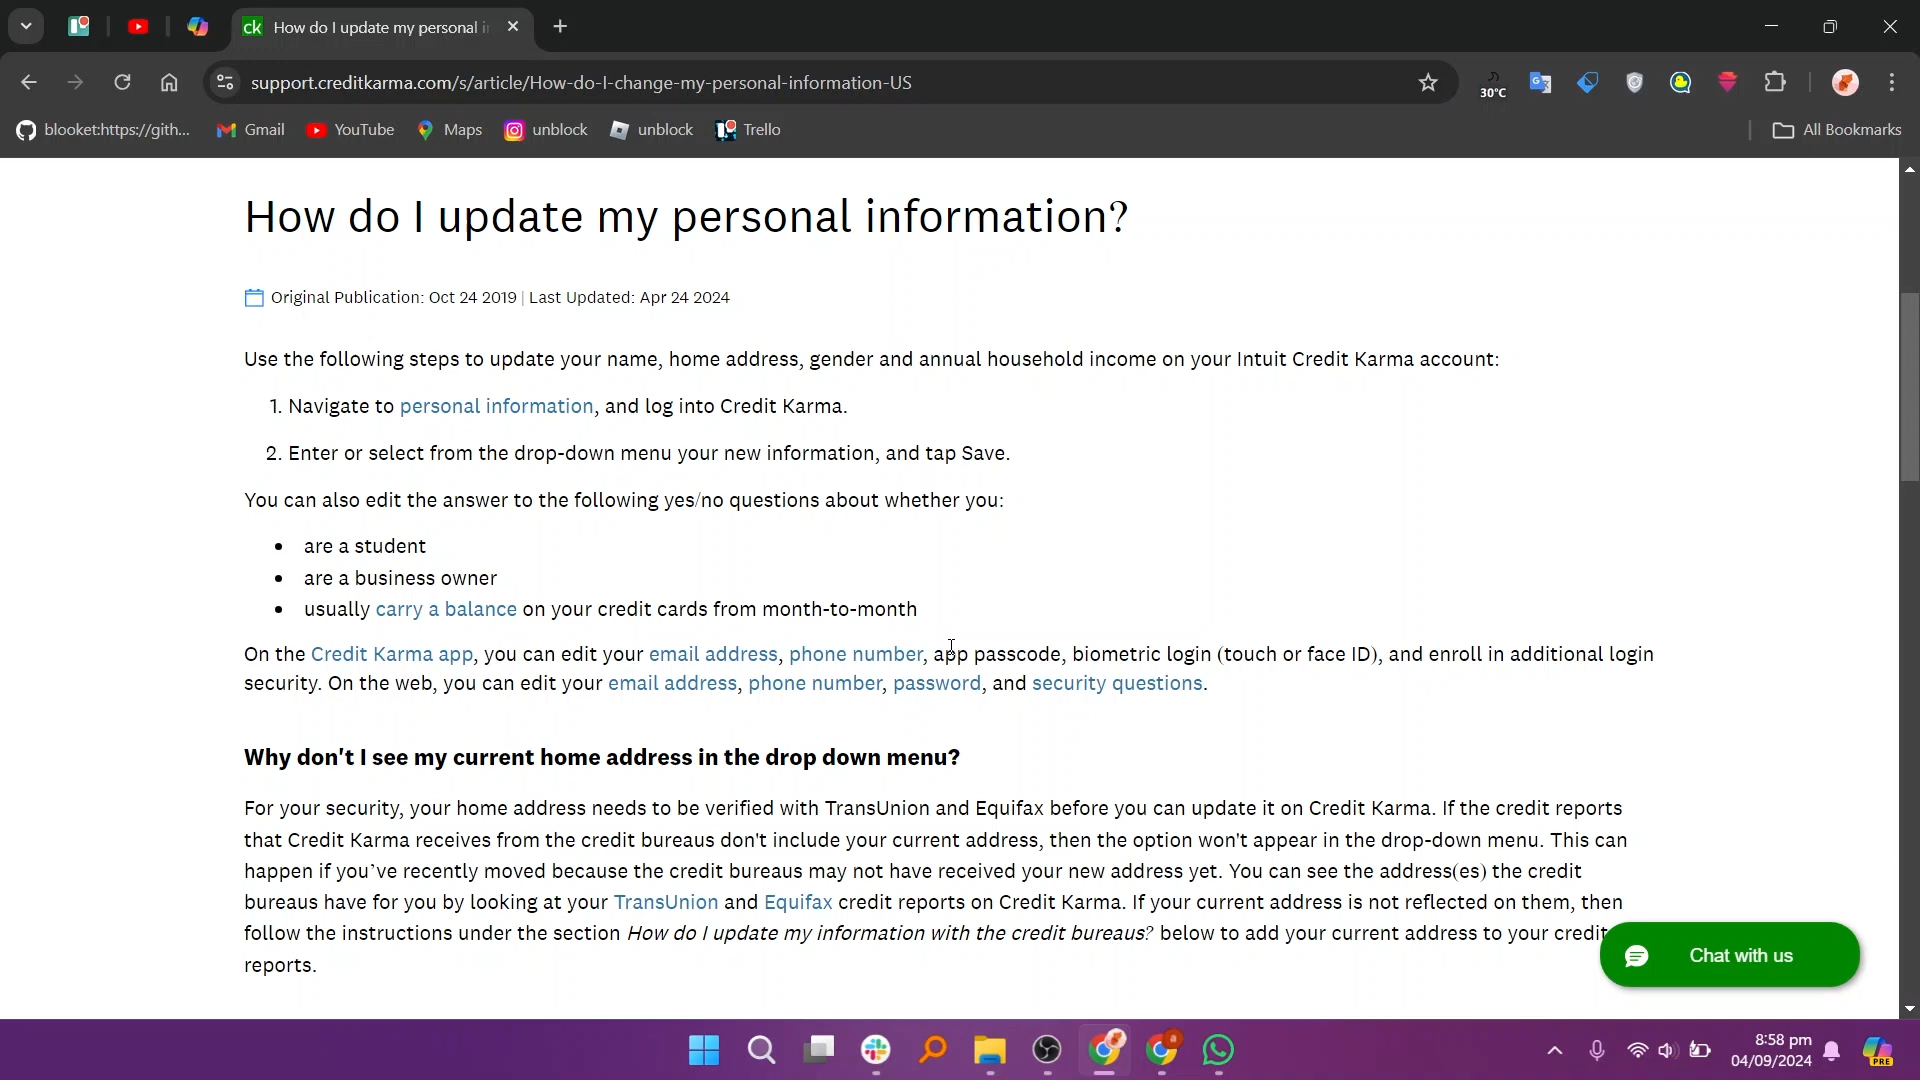 ck How do I update my personal i
support.creditkarma.com/s/article/How-do-I-change-my-personal-information-US
30°C
blooket:https://gith...
Gmail
YouTube
Maps
unblock
unblock
Trello
All Bookmarks
How do I update my personal information?
Original Publication: Oct 24 2019 | Last Updated: Apr 24 2024
Use the following steps to update your name, home address, gender and annual household income on your Intuit Credit Karma account:
1. Navigate to personal information, and log into Credit Karma.
2. Enter or select from the drop-down menu your new information, and tap Save.
You can also edit the answer to the following yes/no questions about whether you:
• are a student
• are a business owner
• usually carry a balance on your credit cards from month-to-month
On the Credit Karma app, you can edit your email address, phone number, app passcode, biometric login (touch or face ID), and enroll in additional login
security. On the web, you can edit your email address, phone number, password, and security questions.
Why don't I see my current home address in the drop down menu?
For your security, your home address needs to be verified with TransUnion and Equifax before you can update it on Credit Karma. If the credit reports
that Credit Karma receives from the credit bureaus don't include your current address, then the option won't appear in the drop-down menu. This can
happen if you've recently moved because the credit bureaus may not have received your new address yet. You can see the address(es) the credit
bureaus have for you by looking at your TransUnion and Equifax credit reports on Credit Karma. If your current address is not reflected on them, then
follow the instructions under the section How do I update my information with the credit bureaus? below to add your current address to your credit
reports.
Chat with us
8:58 pm
04/09/2024
PRE